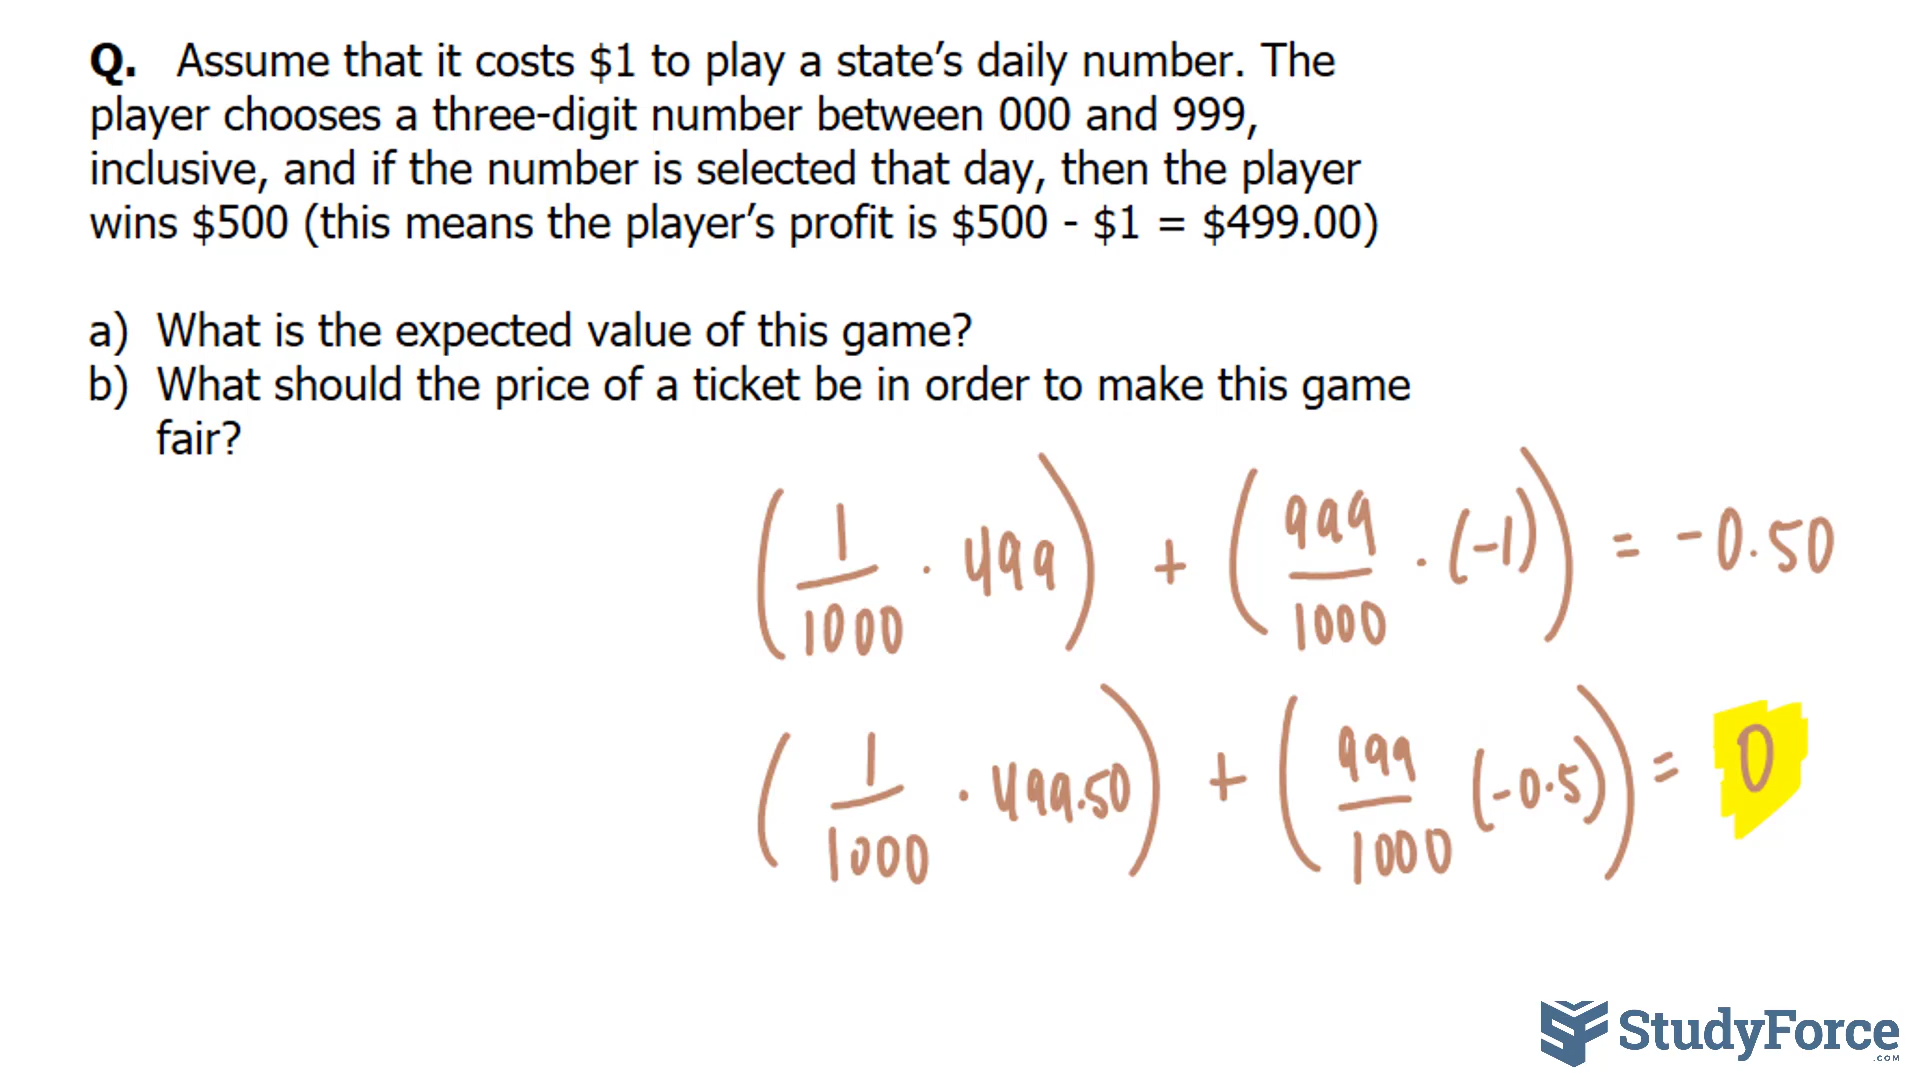 Q. Assume that it costs $1 to play a state’s daily number. The
player chooses a three-digit number between 000 and 999,
inclusive, and if the number is selected that day, then the player
wins $500 (this means the player’s profit is $500 - $1 = $499.00)
a) What is the expected value of this game?
b) What should the price of a ticket be in order to make this game
fair?
(1/1000 · 499) + (999/1000 · (-1)) = -0.50
(1/1000 · 499.50) + (999/1000 (-0.5)) = 0
StudyForce
.COM